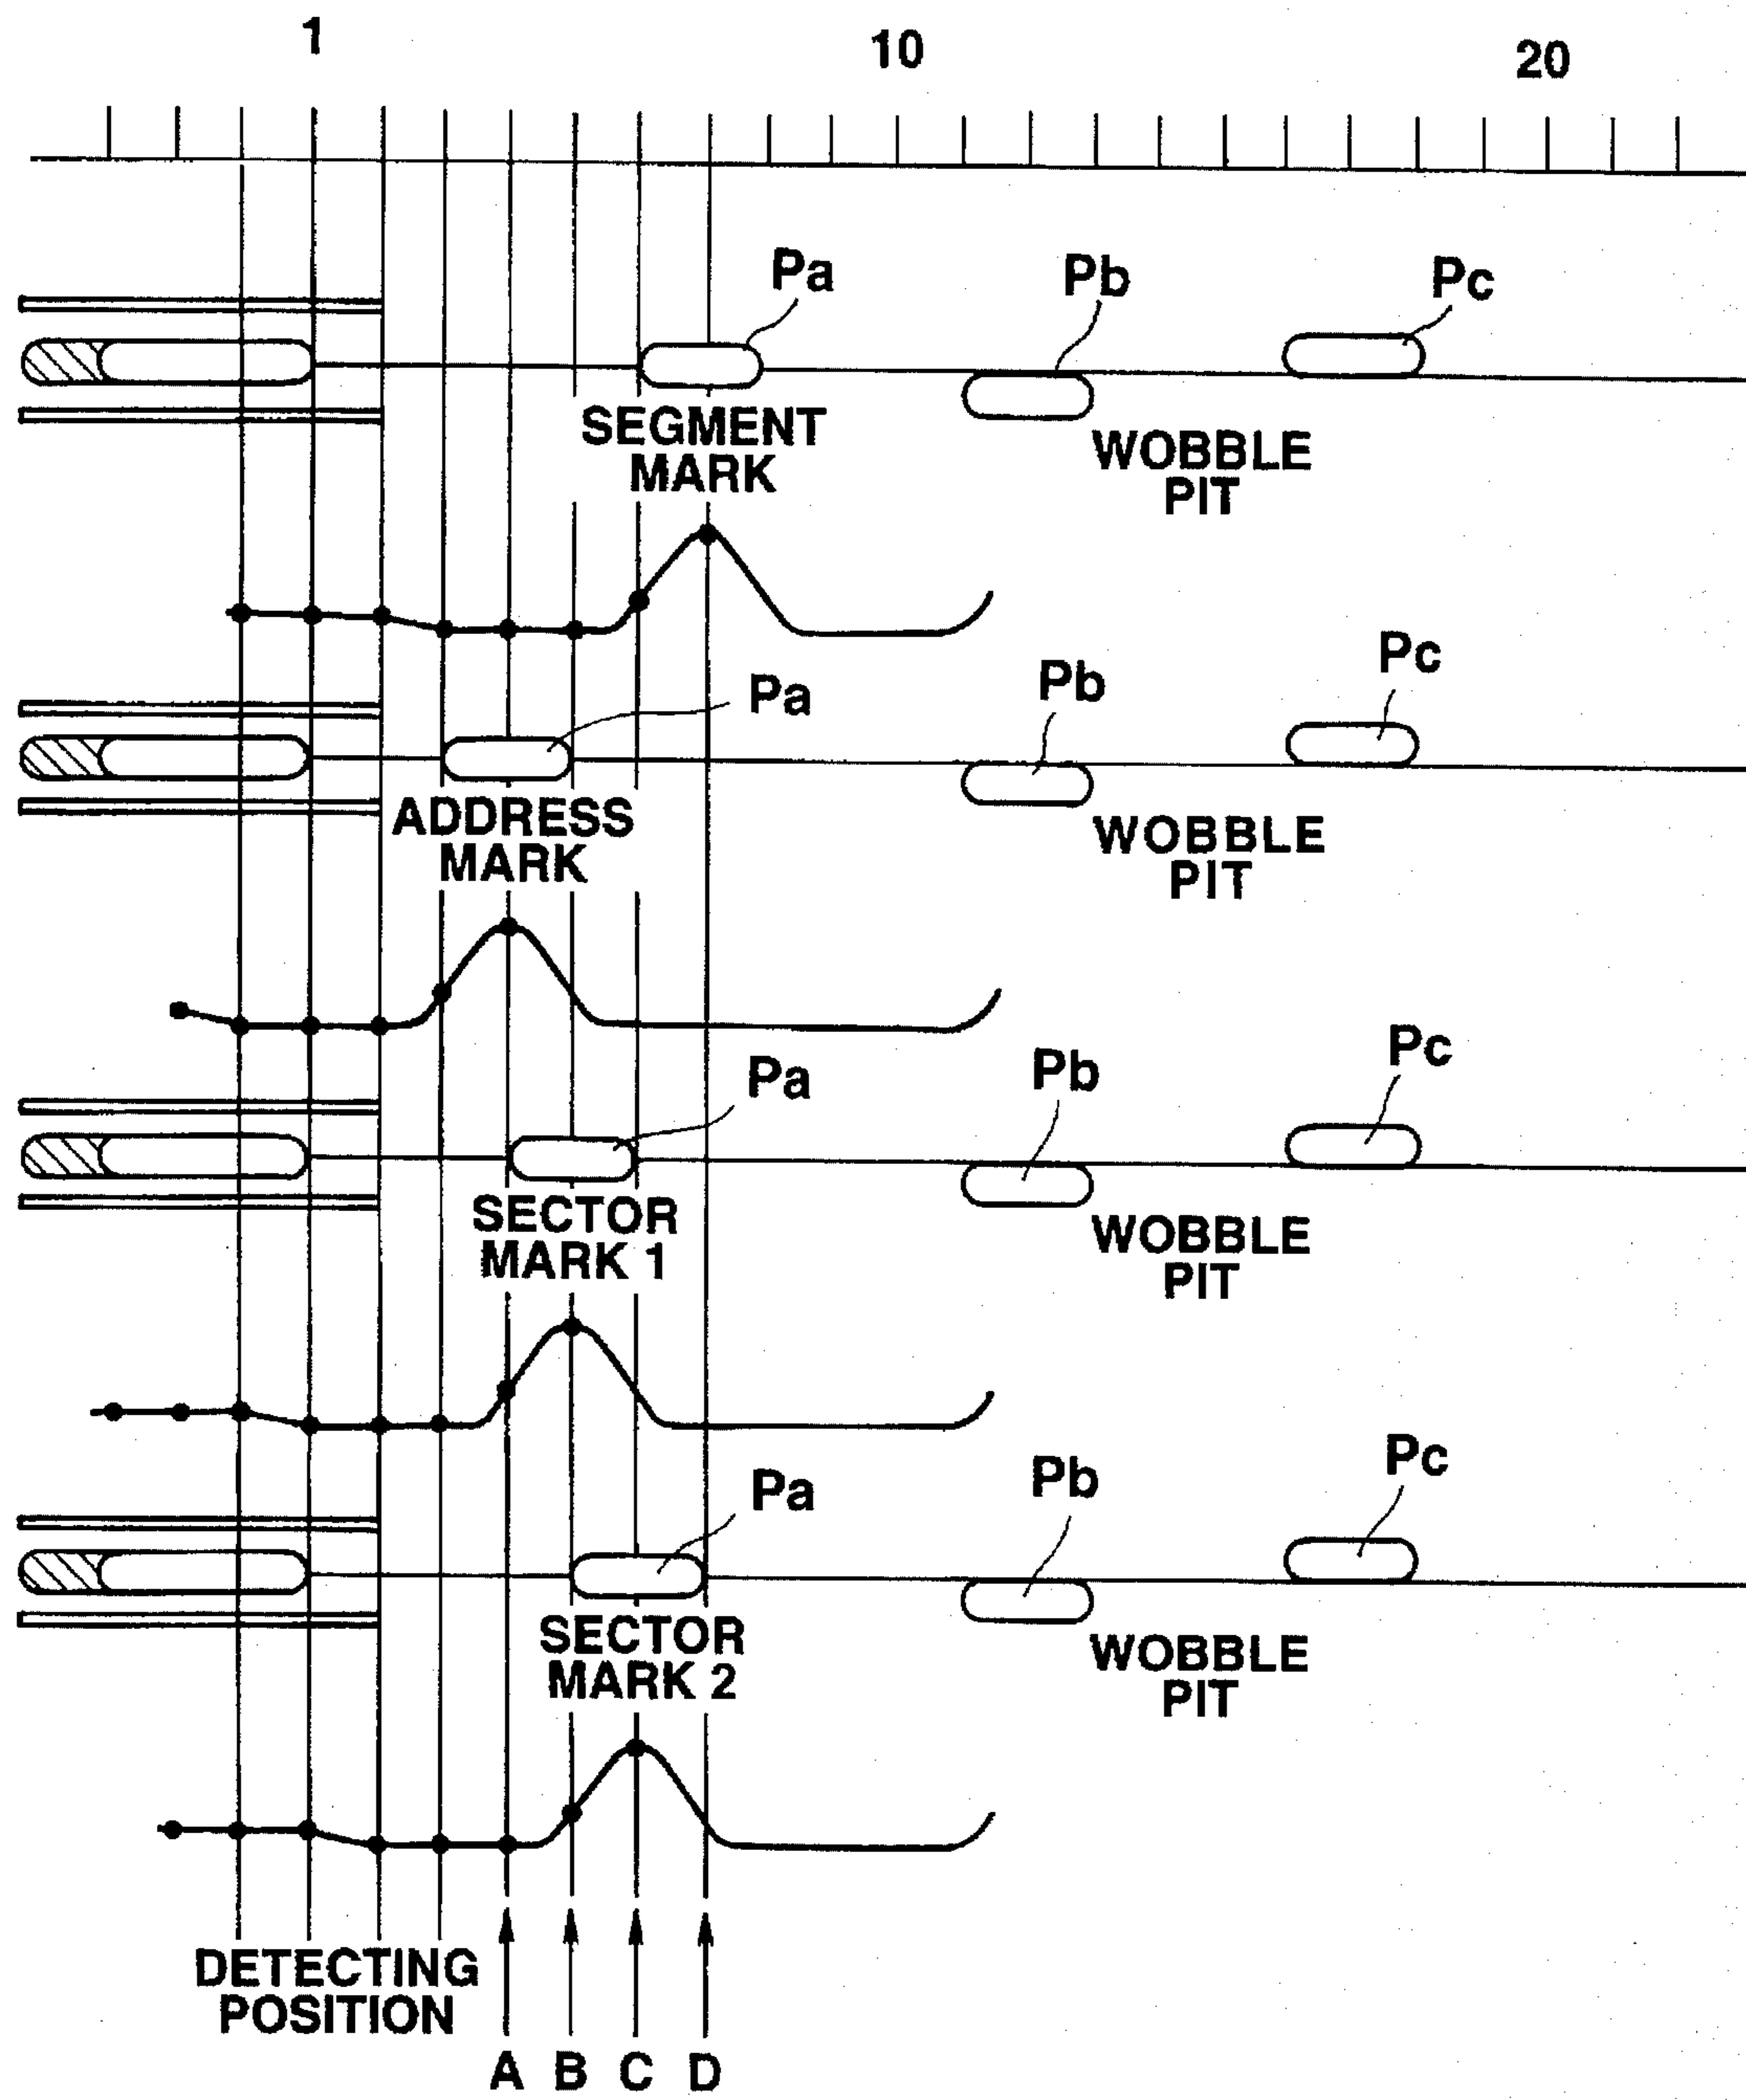 1 10 20
Pa Pb Pc
SEGMENT
MARK
WOBBLE
PIT
Pa Pb Pc
ADDRESS
MARK
WOBBLE
PIT
Pa Pb Pc
SECTOR
MARK 1
WOBBLE
PIT
Pa Pb Pc
SECTOR
MARK 2
WOBBLE
PIT
DETECTING
POSITION
A B C D